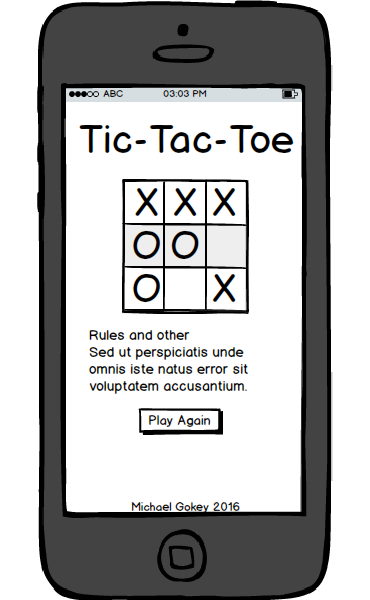 ABC 03:03 PM
Tic-Tac-Toe
X X X
O O
O X
Rules and other
Sed ut perspiciatis unde
omnis iste natus error sit
voluptatem accusantium.
Play Again
Michael Gokey 2016